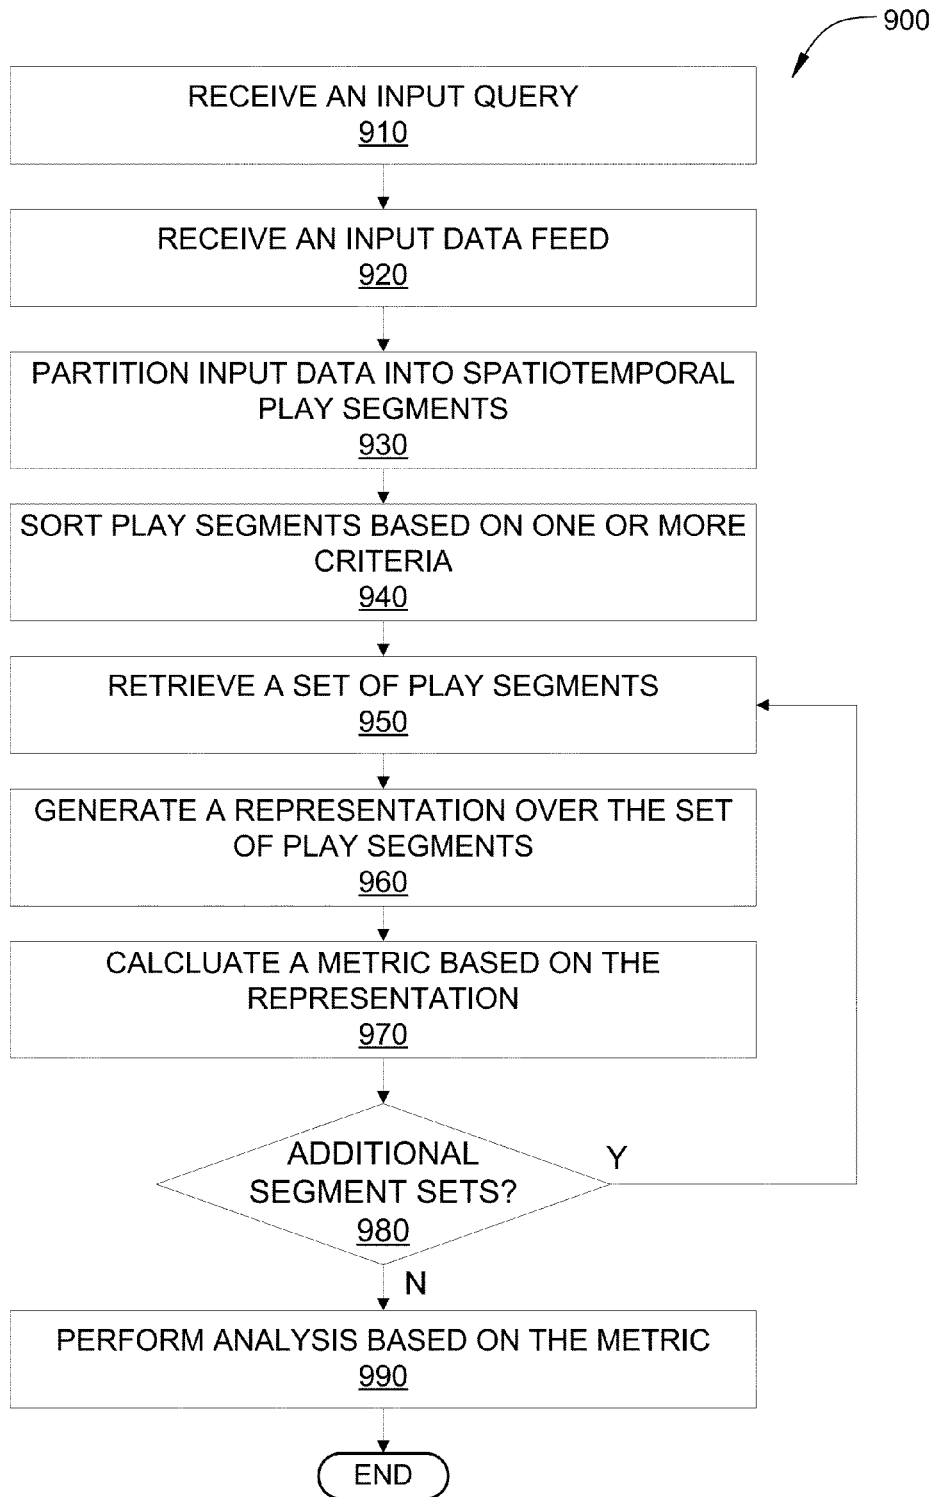 900
RECEIVE AN INPUT QUERY
910
RECEIVE AN INPUT DATA FEED
920
PARTITION INPUT DATA INTO SPATIOTEMPORAL
PLAY SEGMENTS
930
SORT PLAY SEGMENTS BASED ON ONE OR MORE
CRITERIA
940
RETRIEVE A SET OF PLAY SEGMENTS
950
GENERATE A REPRESENTATION OVER THE SET
OF PLAY SEGMENTS
960
CALCLUATE A METRIC BASED ON THE
REPRESENTATION
970
ADDITIONAL
SEGMENT SETS?
980
Y
N
PERFORM ANALYSIS BASED ON THE METRIC
990
END